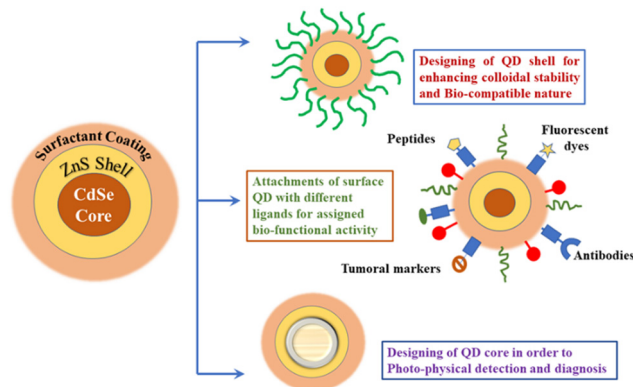 Surfactant Coating
ZnS Shell
CdSe
Core
Designing of QD shell for
enhancing colloidal stability
and Bio-compatible nature
Attachments of surface
QD with different
ligands for assigned
bio-functional activity
Peptides
Fluorescent
dyes
Tumoral markers
Antibodies
Designing of QD core in order to
Photo-physical detection and diagnosis